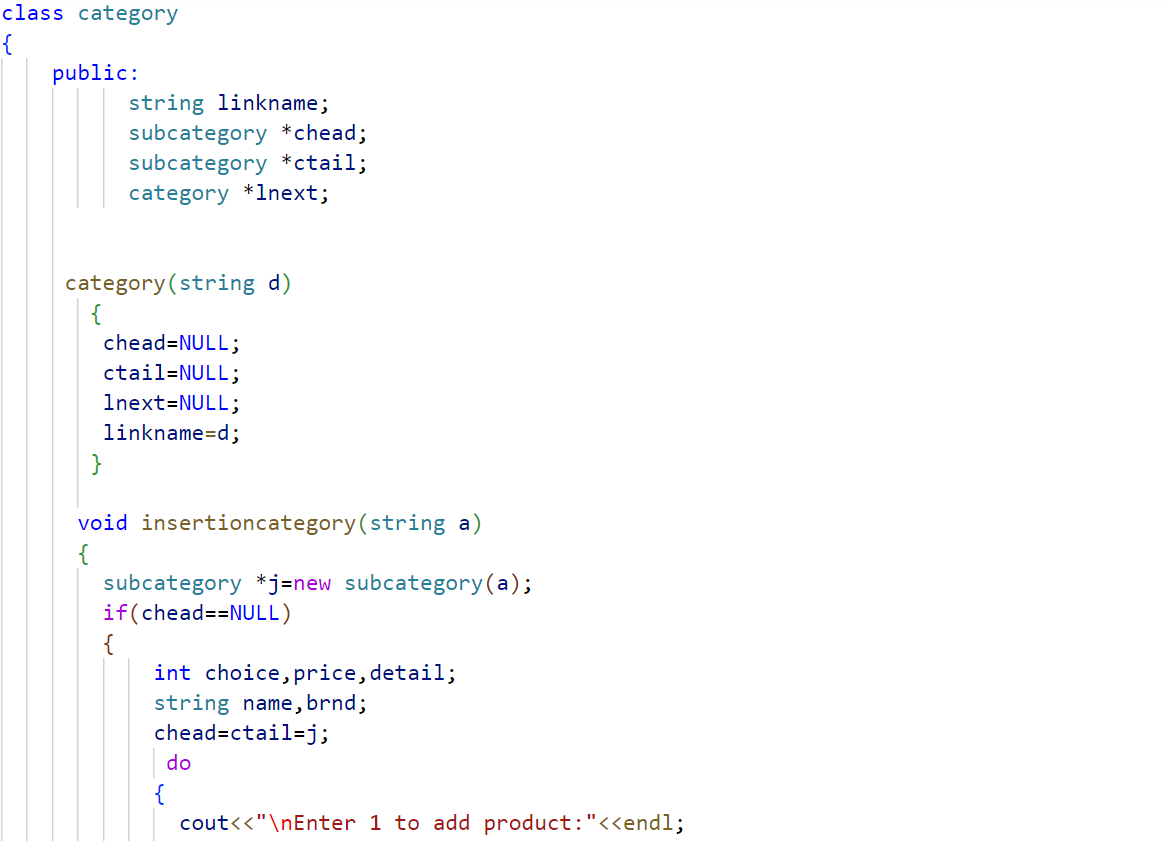 class category
{
public:
string linkname;
subcategory *chead;
subcategory *ctail;
category *lnext;
category(string d)
{
chead=NULL;
ctail=NULL;
lnext=NULL;
linkname=d;
}
void insertioncategory(string a)
{
subcategory *j=new subcategory(a);
if(chead==NULL)
{
int choice,price,detail;
string name,brnd;
chead=ctail=j;
do
{
cout<<"\nEnter 1 to add product:"<<endl;